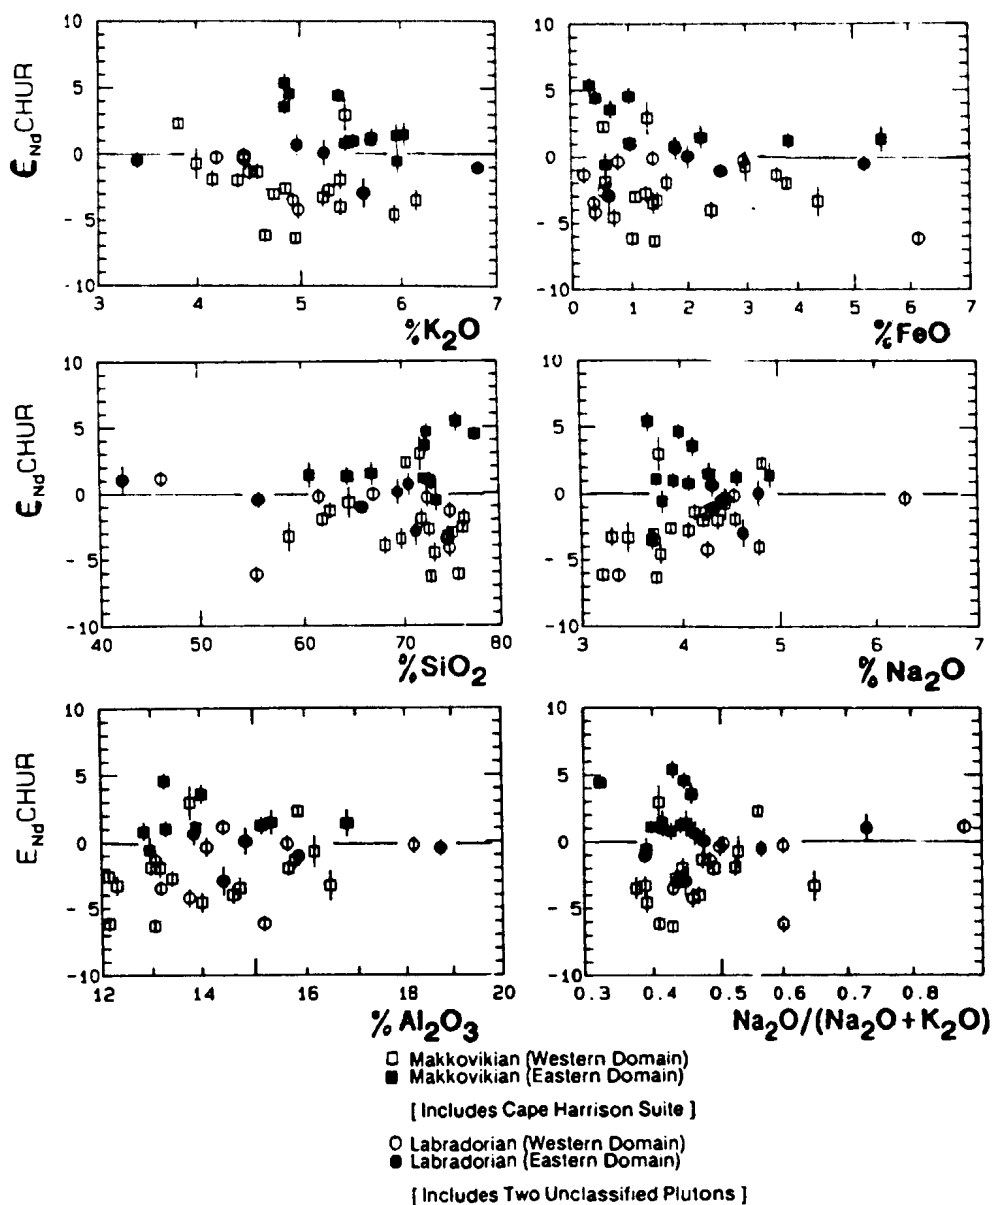 10 10
5 5
0 0
-5 -5
-10 -10
3 4 5 6 0 1 2 3 4 5 6 7
ϵNdCHUR
%K2O %FeO
10 10
5 5
0 0
-5 -5
-10 -10
40 50 60 70 80 3 4 5 6 7
ϵNdCHUR
%SiO2 %Na2O
10 10
5 5
0 0
-5 -5
-10 -10
12 14 16 18 20 0.3 0.4 0.5 0.6 0.7 0.8
ENdCHUR
%Al2O3 Na2O/(Na2O+K2O)
Makkovikian (Western Domain)
Makkovikian (Eastern Domain)
[ Includes Cape Harrison Suite ]
Labradorian (Western Domain)
Labradorian (Eastern Domain)
[ Includes Two Unclassified Plutons ]